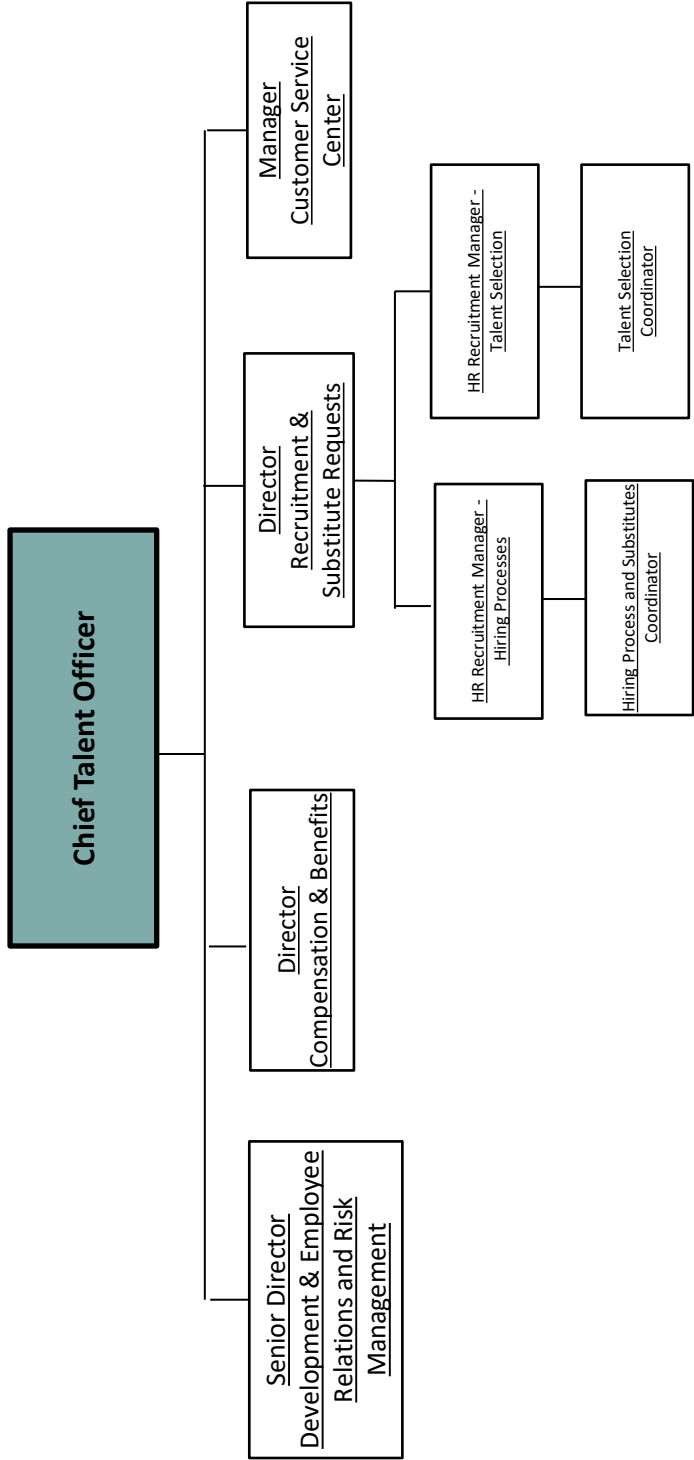 Chief Talent Officer
Senior Director
Development & Employee
Relations and Risk
Management
Director
Compensation & Benefits
Director
Recruitment &
Substitute Requests
Manager
Customer Service
Center
HR Recruitment Manager -
Hiring Processes
HR Recruitment Manager -
Talent Selection
Hiring Process and Substitutes
Coordinator
Talent Selection
Coordinator